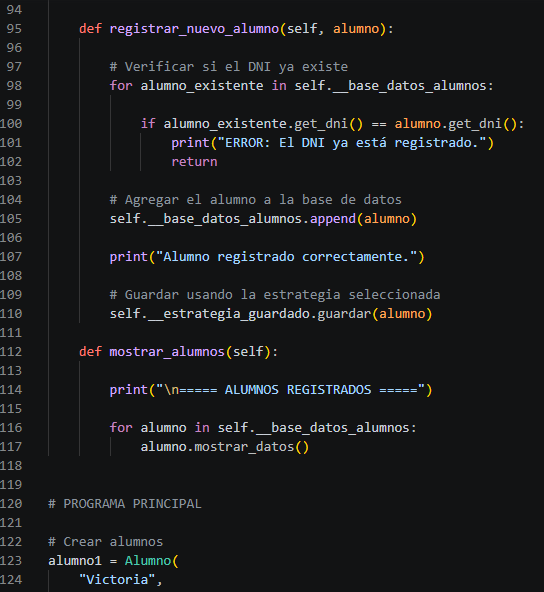 94
95 def registrar_nuevo_alumno(self, alumno):
96
97 # Verificar si el DNI ya existe
98 for alumno_existente in self.__base_datos_alumnos:
99
100 if alumno_existente.get_dni() == alumno.get_dni():
101 print("ERROR: El DNI ya está registrado.")
102 return
103
104 # Agregar el alumno a la base de datos
105 self.__base_datos_alumnos.append(alumno)
106
107 print("Alumno registrado correctamente.")
108
109 # Guardar usando la estrategia seleccionada
110 self.__estrategia_guardado.guardar(alumno)
111
112 def mostrar_alumnos(self):
113
114 print("\n===== ALUMNOS REGISTRADOS =====")
115
116 for alumno in self.__base_datos_alumnos:
117 alumno.mostrar_datos()
118
119
120 # PROGRAMA PRINCIPAL
121
122 # Crear alumnos
123 alumno1 = Alumno(
124 "Victoria",